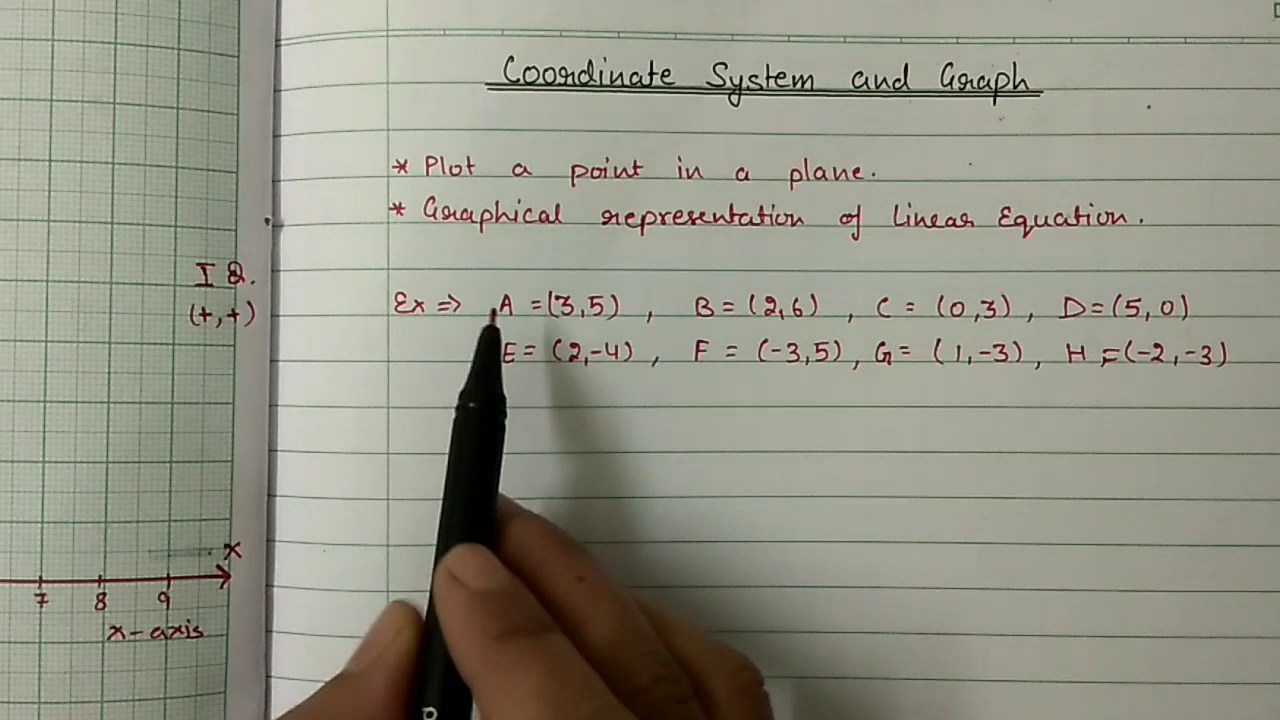 Coordinate System and Graph
* Plot a point in a plane.
* Graphical representation of linear Equation.
I Q.
(+,+)
Ex => A = (3,5) , B = (2,6) , C = (0,3) , D = (5,0)
E = (2,-4) , F = (-3,5) , G = (1,-3) , H = (-2,-3)
x
7 8 9
x-axis